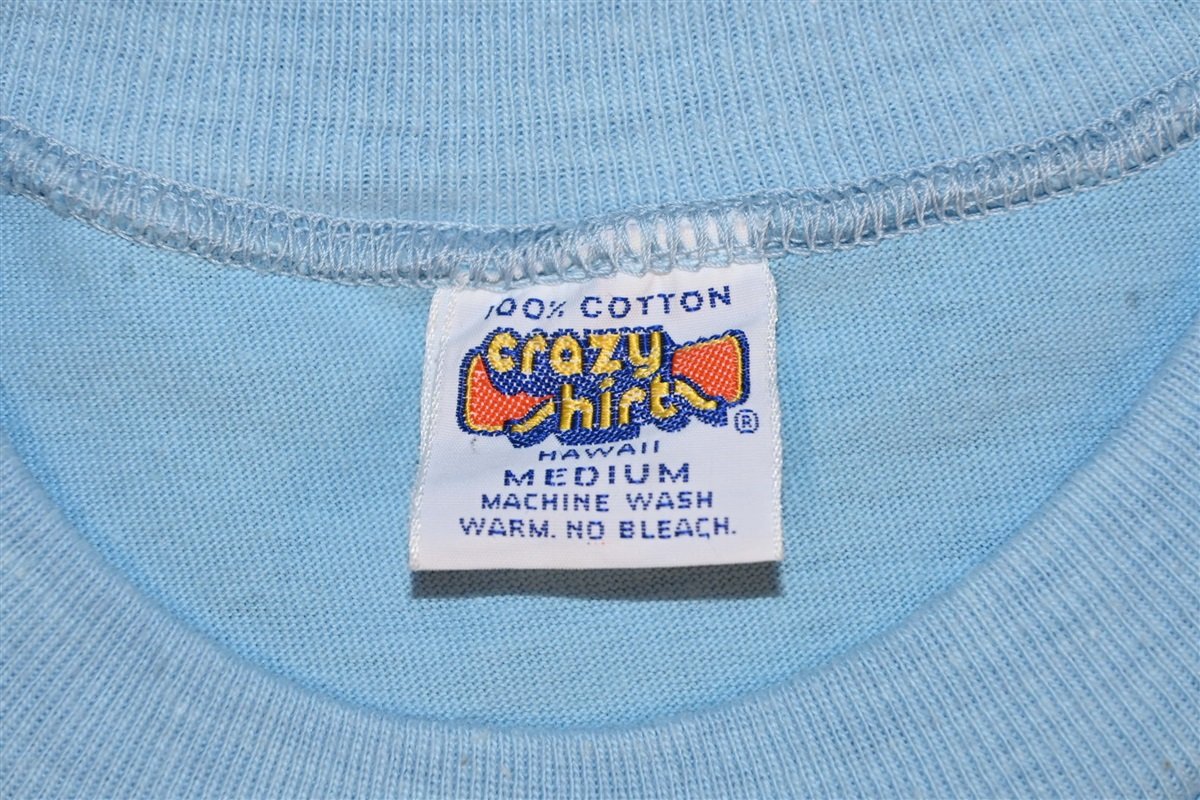 100% COTTON
crazy
shirts
®
HAWAII
MEDIUM
MACHINE WASH
WARM. NO BLEACH.